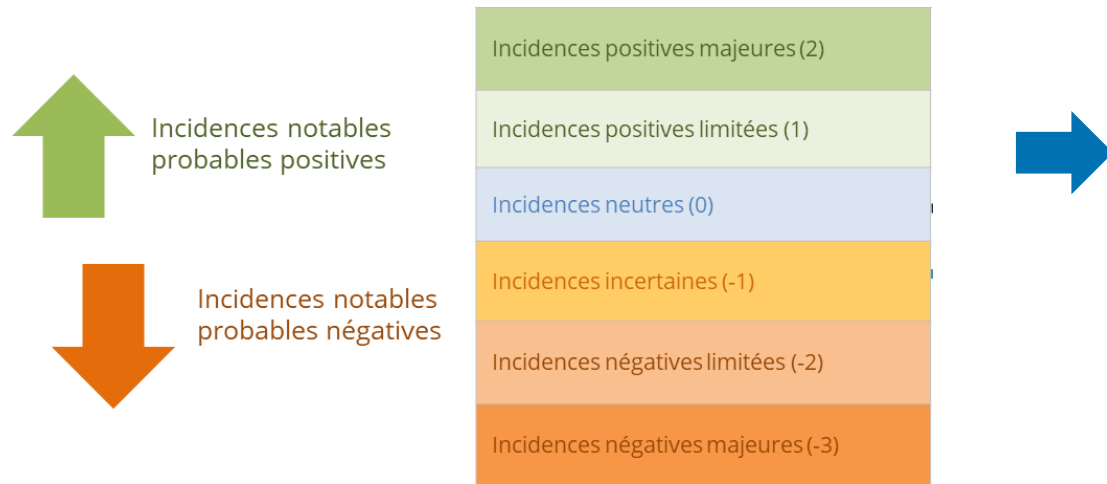 Incidences notables
probables positives
Incidences notables
probables négatives
Incidences positives majeures (2)
Incidences positives limitées (1)
Incidences neutres (0)
Incidences incertaines (-1)
Incidences négatives limitées (-2)
Incidences négatives majeures (-3)